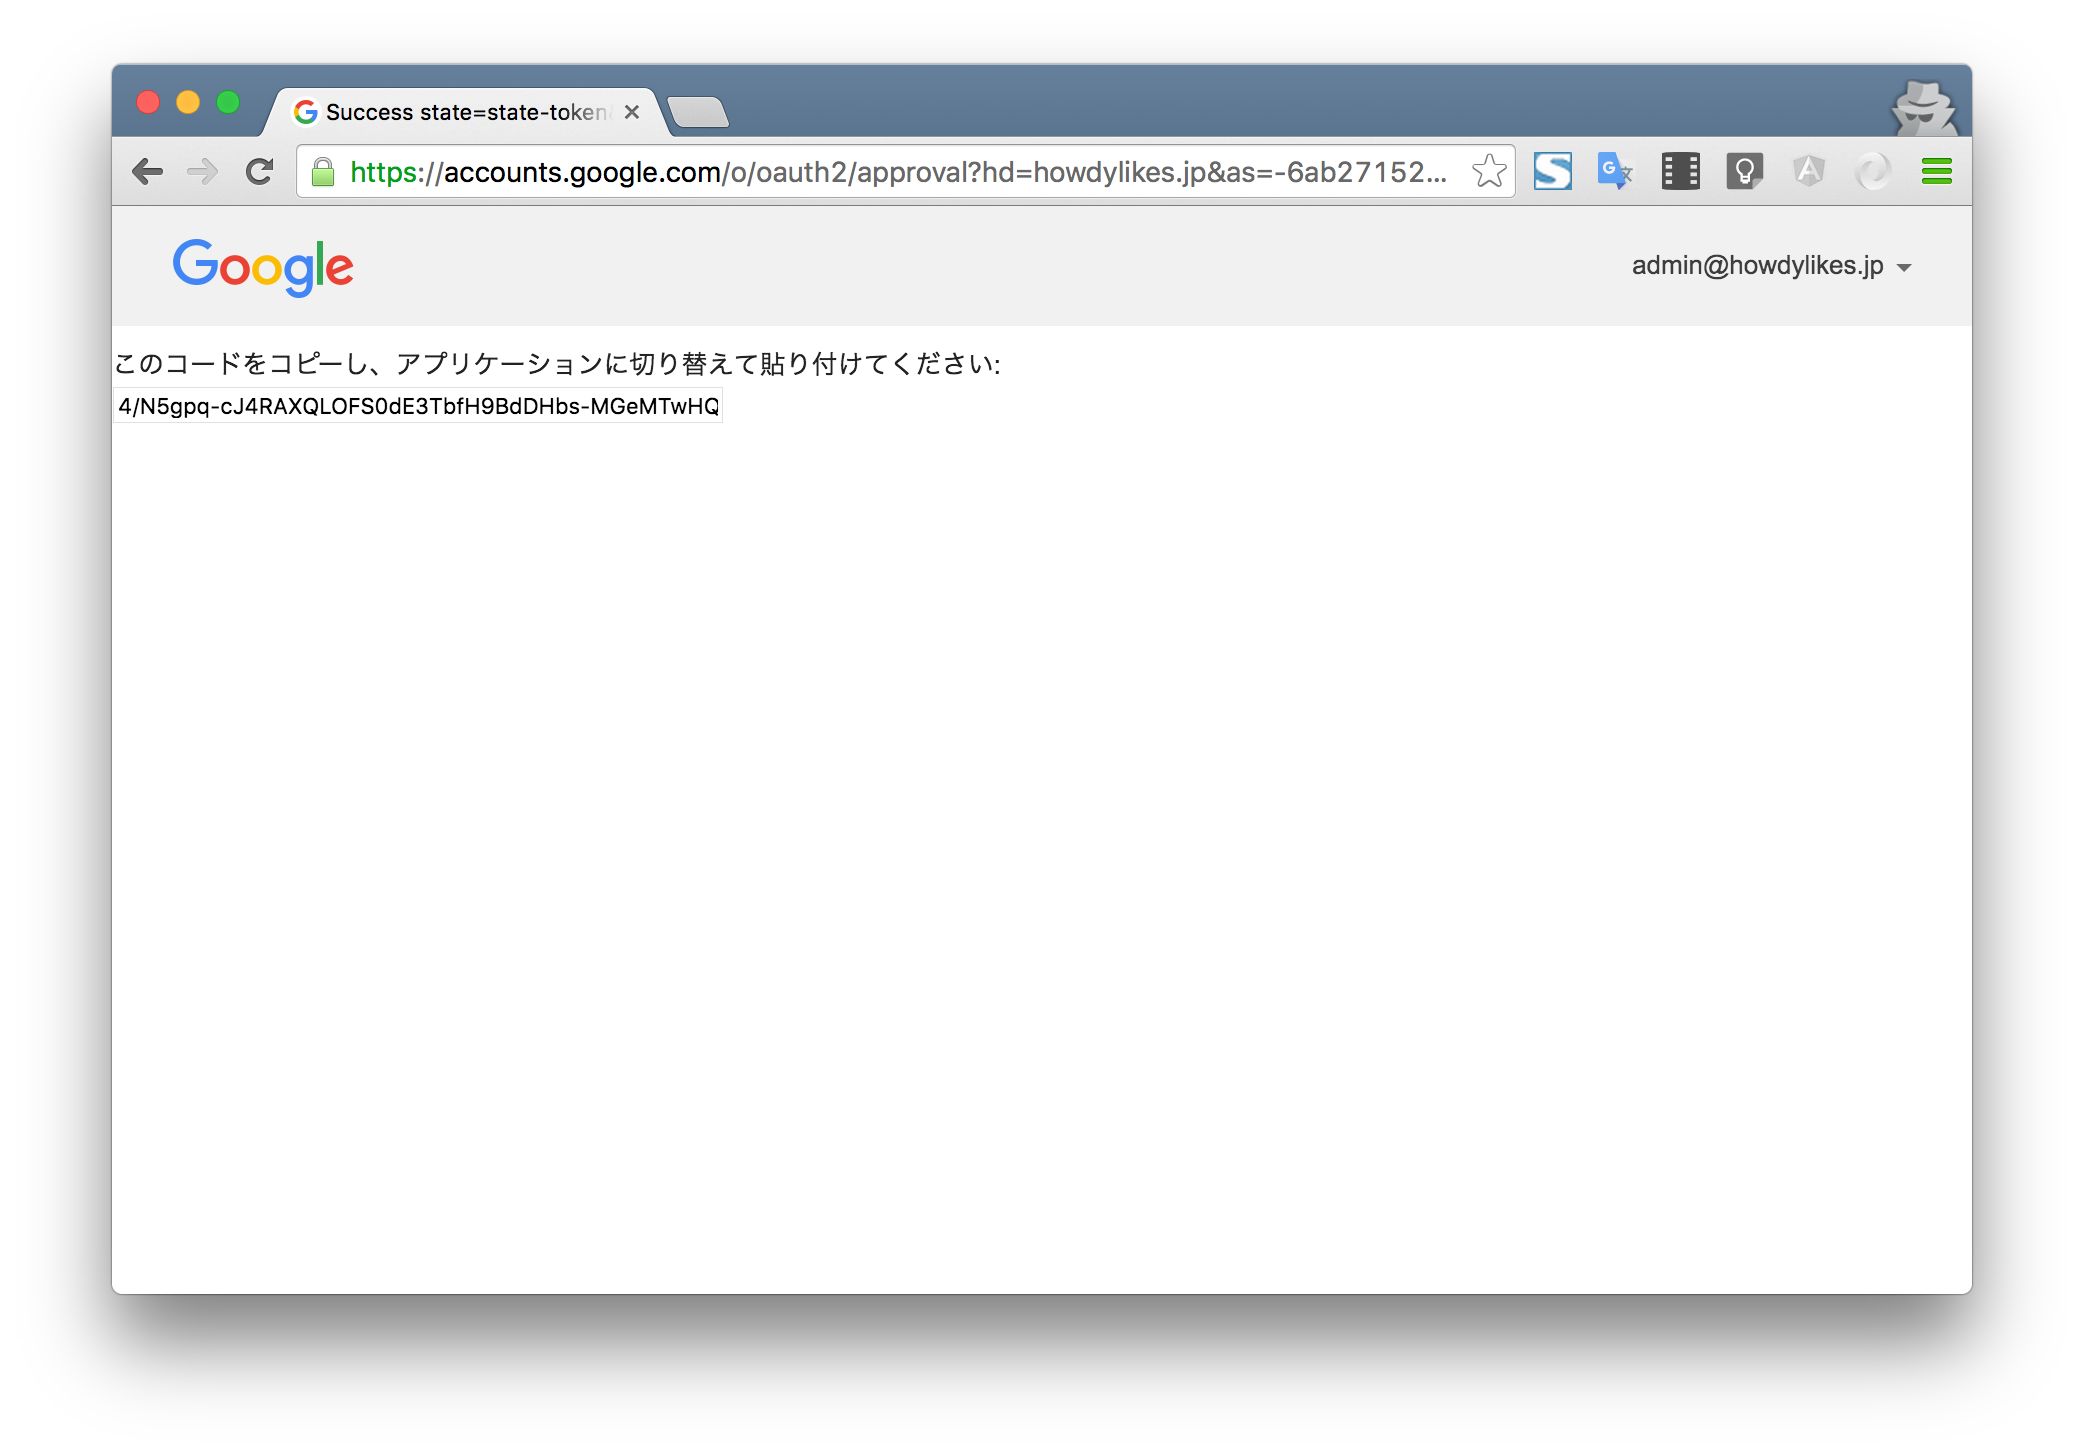 Success state=state-token
https://accounts.google.com/o/oauth2/approval?hd=howdylikes.jp&as=-6ab27152...
Google
admin@howdylikes.jp
このコードをコピーし、アプリケーションに切り替えて貼り付けてください:
4/N5gpq-cJ4RAXQLOFS0dE3TbfH9BdDHbs-MGeMTwHQ